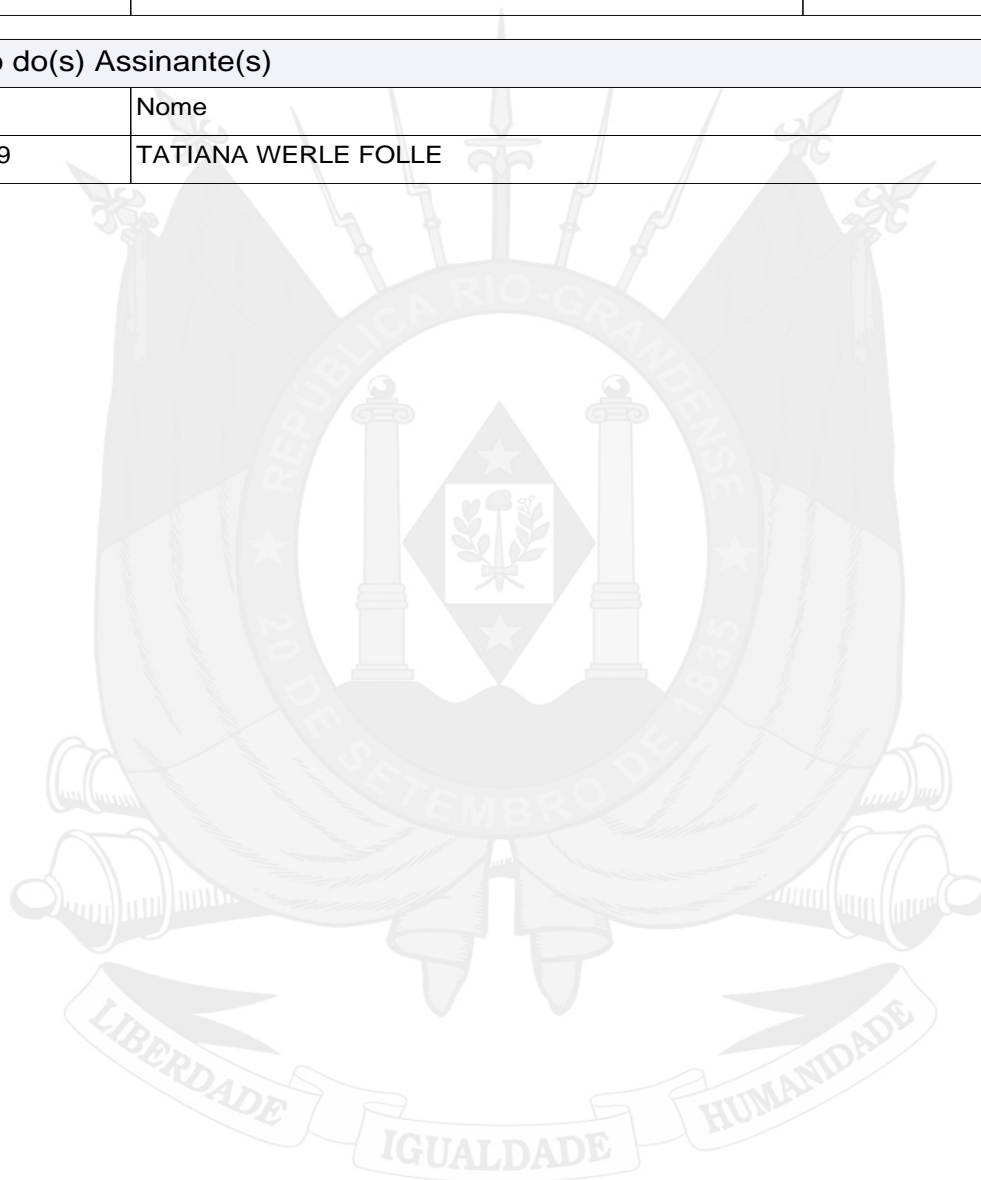 o do(s) Assinante(s)
Nome
9 TATIANA WERLE FOLLE
REPÚBLICA RIO-GRANDENSE
★ 20 DE SETEMBRO DE 1835 ★
LIBERDADE
IGUALDADE
HUMANIDADE